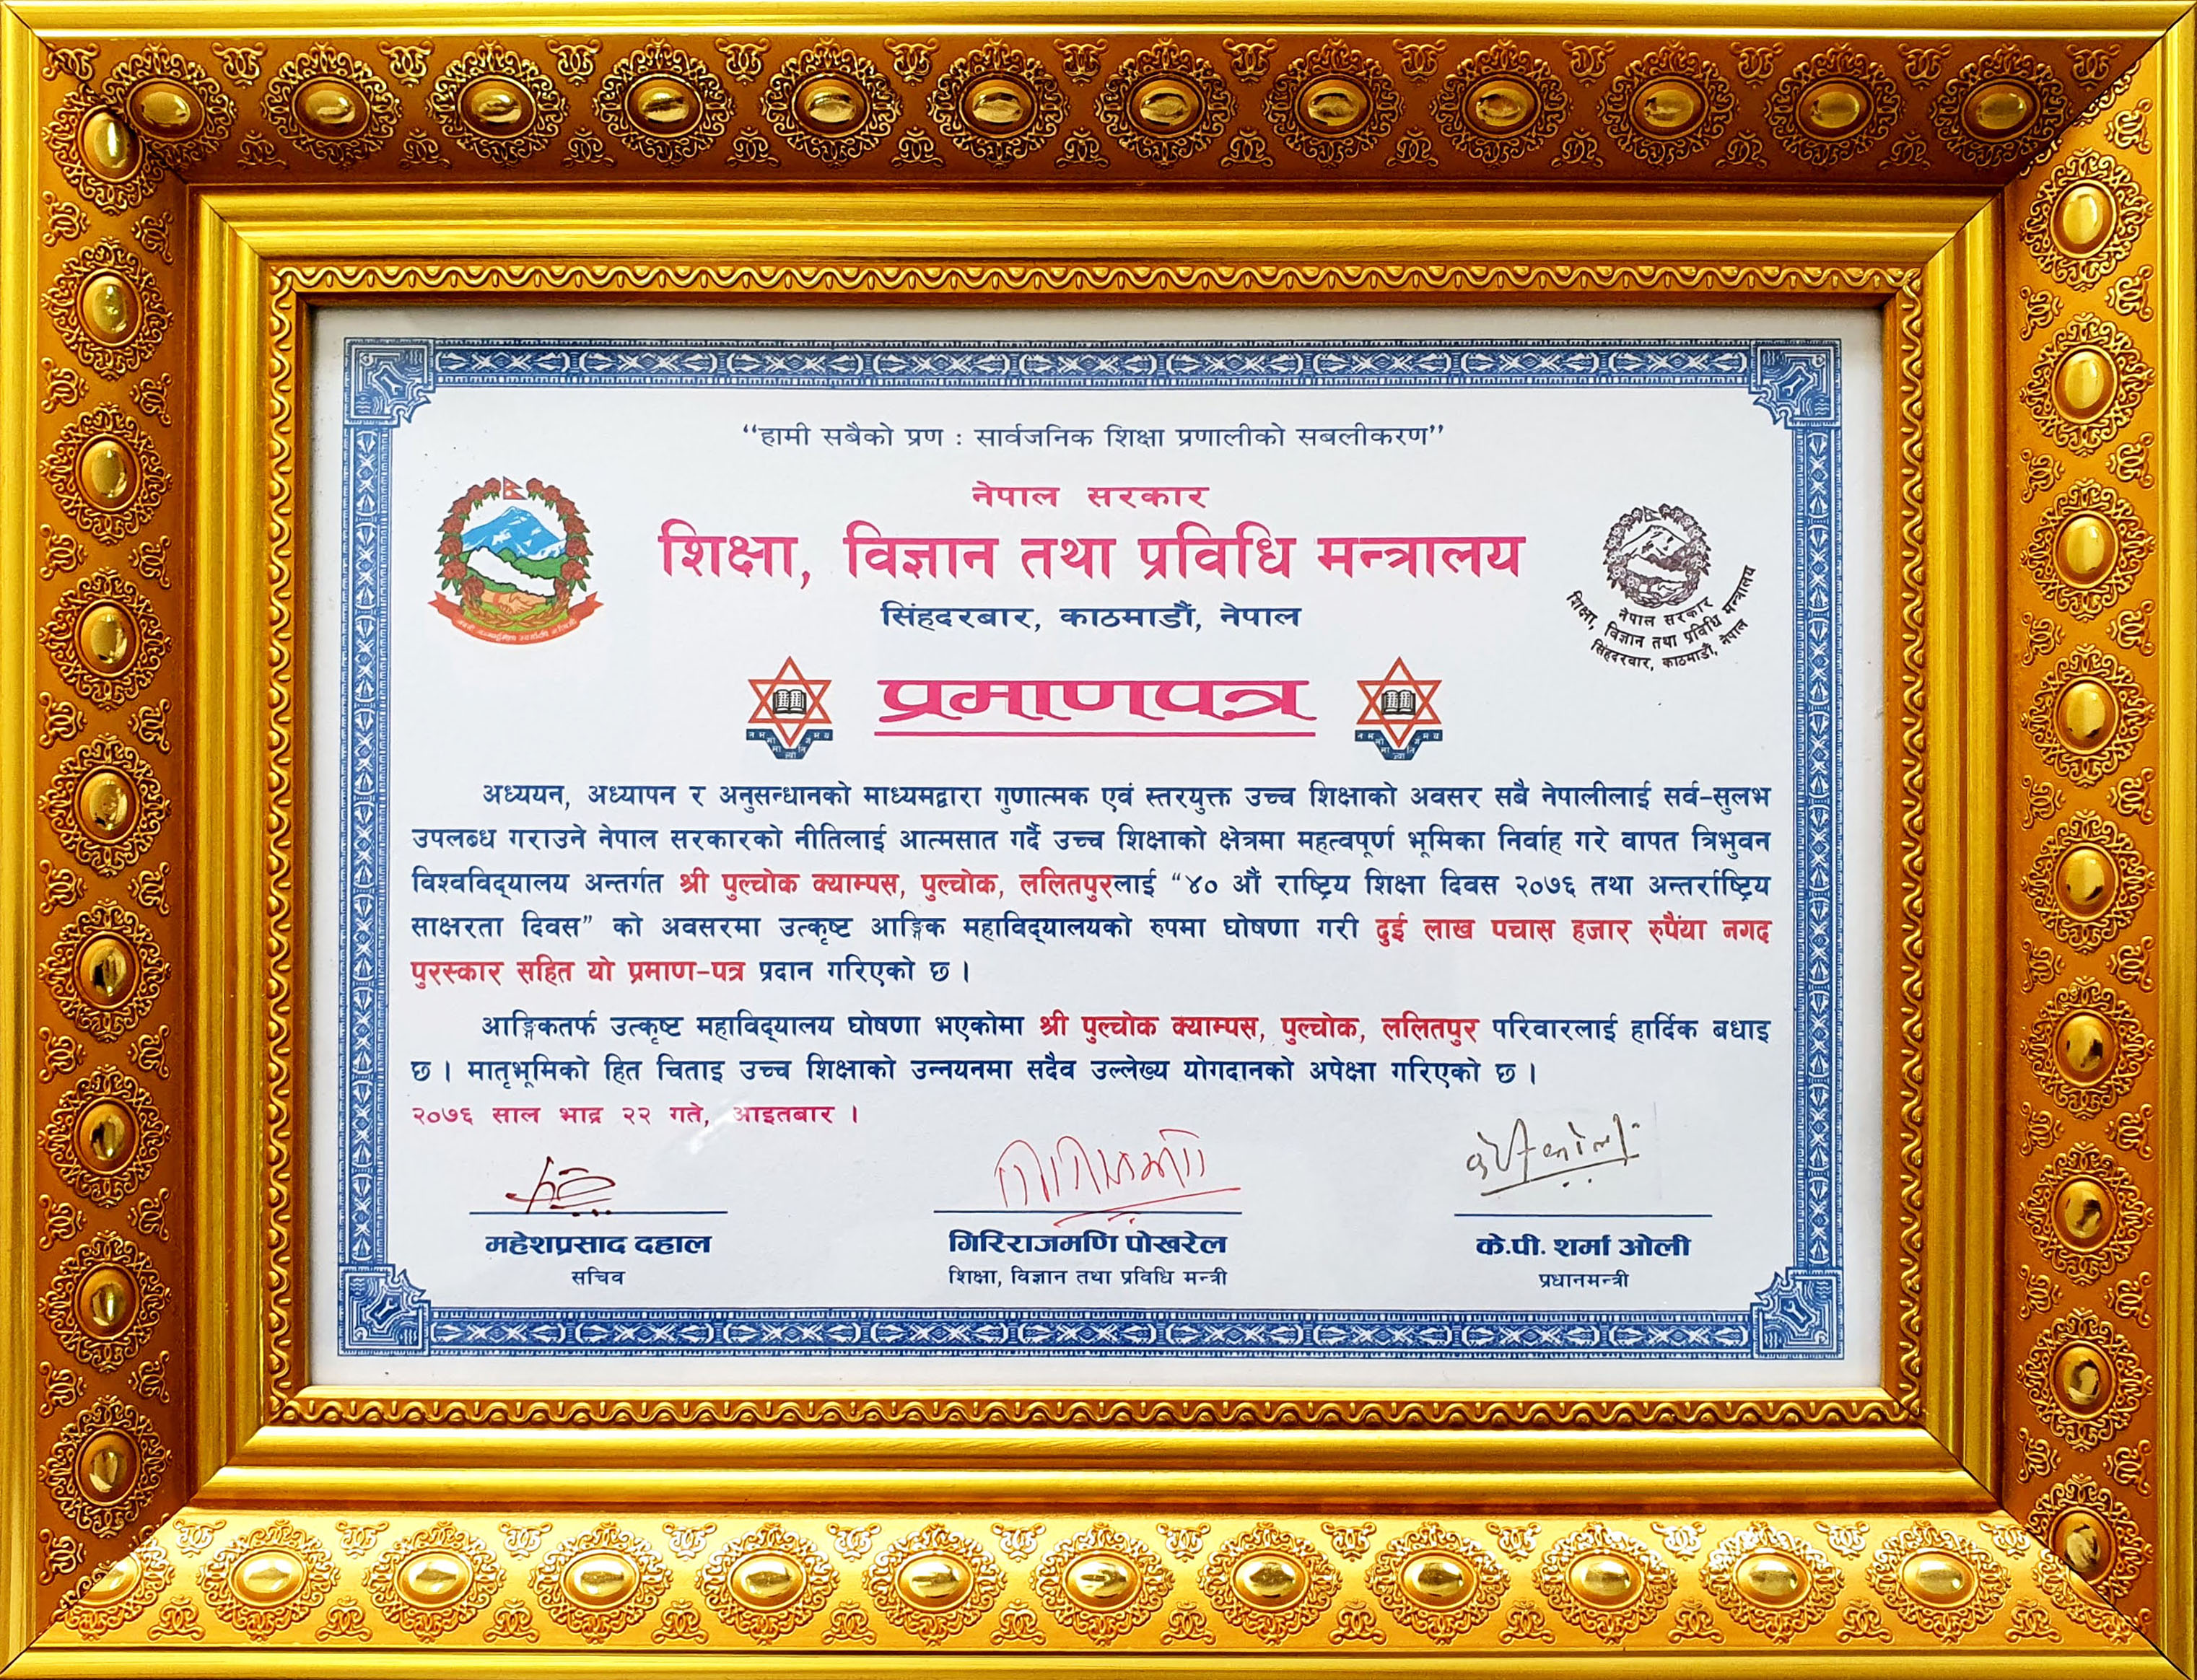 “हामी सबैको प्रण : सार्वजनिक शिक्षा प्रणालीको सबलीकरण”
नेपाल सरकार
शिक्षा, विज्ञान तथा प्रविधि मन्त्रालय
सिंहदरबार, काठमाडौं, नेपाल
नेपाल सरकार
शिक्षा, विज्ञान तथा प्रविधि मन्त्रालय
सिंहदरबार, काठमाडौं, नेपाल
प्रमाणपत्र
अध्ययन, अध्यापन र अनुसन्धानको माध्यमद्वारा गुणात्मक एवं स्तरयुक्त उच्च शिक्षाको अवसर सबै नेपालीलाई सर्व-सुलभ
उपलब्ध गराउने नेपाल सरकारको नीतिलाई आत्मसात गर्दै उच्च शिक्षाको क्षेत्रमा महत्वपूर्ण भूमिका निर्वाह गरे वापत त्रिभुवन
विश्वविद्यालय अन्तर्गत श्री पुल्चोक क्याम्पस, पुल्चोक, ललितपुरलाई “४० औं राष्ट्रिय शिक्षा दिवस २०७६ तथा अन्तर्राष्ट्रिय
साक्षरता दिवस” को अवसरमा उत्कृष्ट आङ्गिक महाविद्यालयको रुपमा घोषणा गरी दुई लाख पचास हजार रुपैंया नगद
पुरस्कार सहित यो प्रमाण-पत्र प्रदान गरिएको छ ।
आङ्गिकतर्फ उत्कृष्ट महाविद्यालय घोषणा भएकोमा श्री पुल्चोक क्याम्पस, पुल्चोक, ललितपुर परिवारलाई हार्दिक बधाइ
छ । मातृभूमिको हित चिताइ उच्च शिक्षाको उन्नयनमा सदैव उल्लेख्य योगदानको अपेक्षा गरिएको छ ।
२०७६ साल भाद्र २२ गते, आइतबार ।
महेशप्रसाद दहाल
सचिव
गिरिराजमणि पोखरेल
शिक्षा, विज्ञान तथा प्रविधि मन्त्री
के.पी. शर्मा ओली
प्रधानमन्त्री